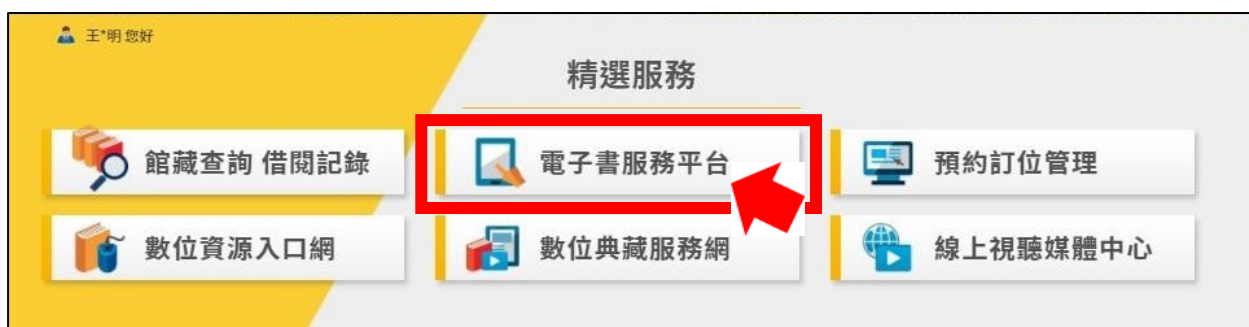 王*明 您好
精選服務
館藏查詢 借閱記錄
電子書服務平台
預約訂位管理
數位資源入口網
數位典藏服務網
線上視聽媒體中心